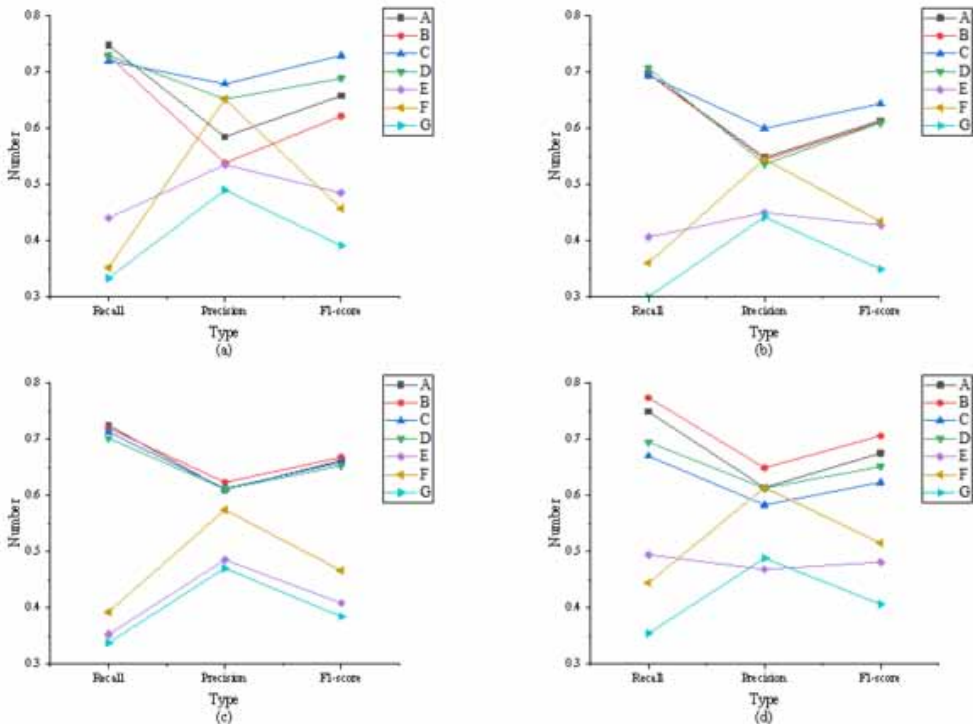 0.8
0.7
0.6
0.5
0.4
0.3
Number
Recall
Precision
F1-score
Type
(a)
A
B
C
D
E
F
G
0.8
0.7
0.6
0.5
0.4
0.3
Number
Recall
Precision
F1-score
Type
(b)
A
B
C
D
E
F
G
0.8
0.7
0.6
0.5
0.4
0.3
Number
Recall
Precision
F1-score
Type
(c)
A
B
C
D
E
F
G
0.8
0.7
0.6
0.5
0.4
0.3
Number
Recall
Precision
F1-score
Type
(d)
A
B
C
D
E
F
G